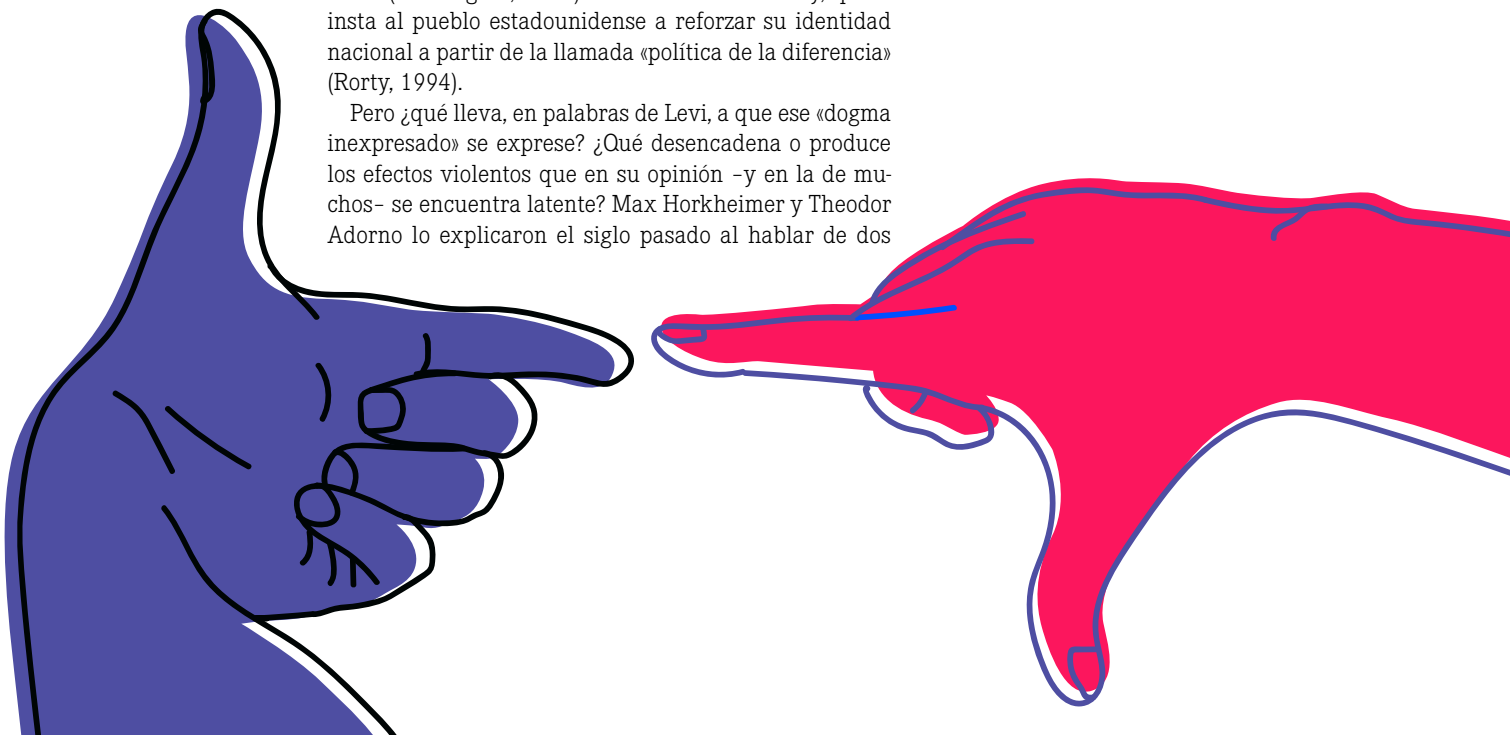 insta al pueblo estadounidense a reforzar su identidad
nacional a partir de la llamada «política de la diferencia»
(Rorty, 1994).
Pero ¿qué lleva, en palabras de Levi, a que ese «dogma
inexpresado» se exprese? ¿Qué desencadena o produce
los efectos violentos que en su opinión –y en la de mu-
chos– se encuentra latente? Max Horkheimer y Theodor
Adorno lo explicaron el siglo pasado al hablar de dos